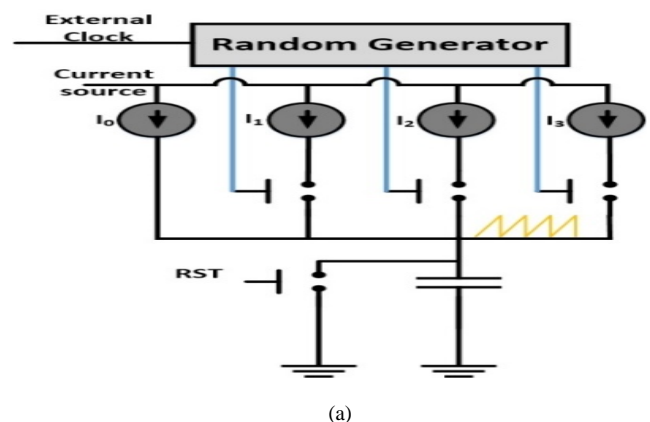 External
Clock
Random Generator
Current
source
I₀ I₁ I₂ I₃
RST
(a)